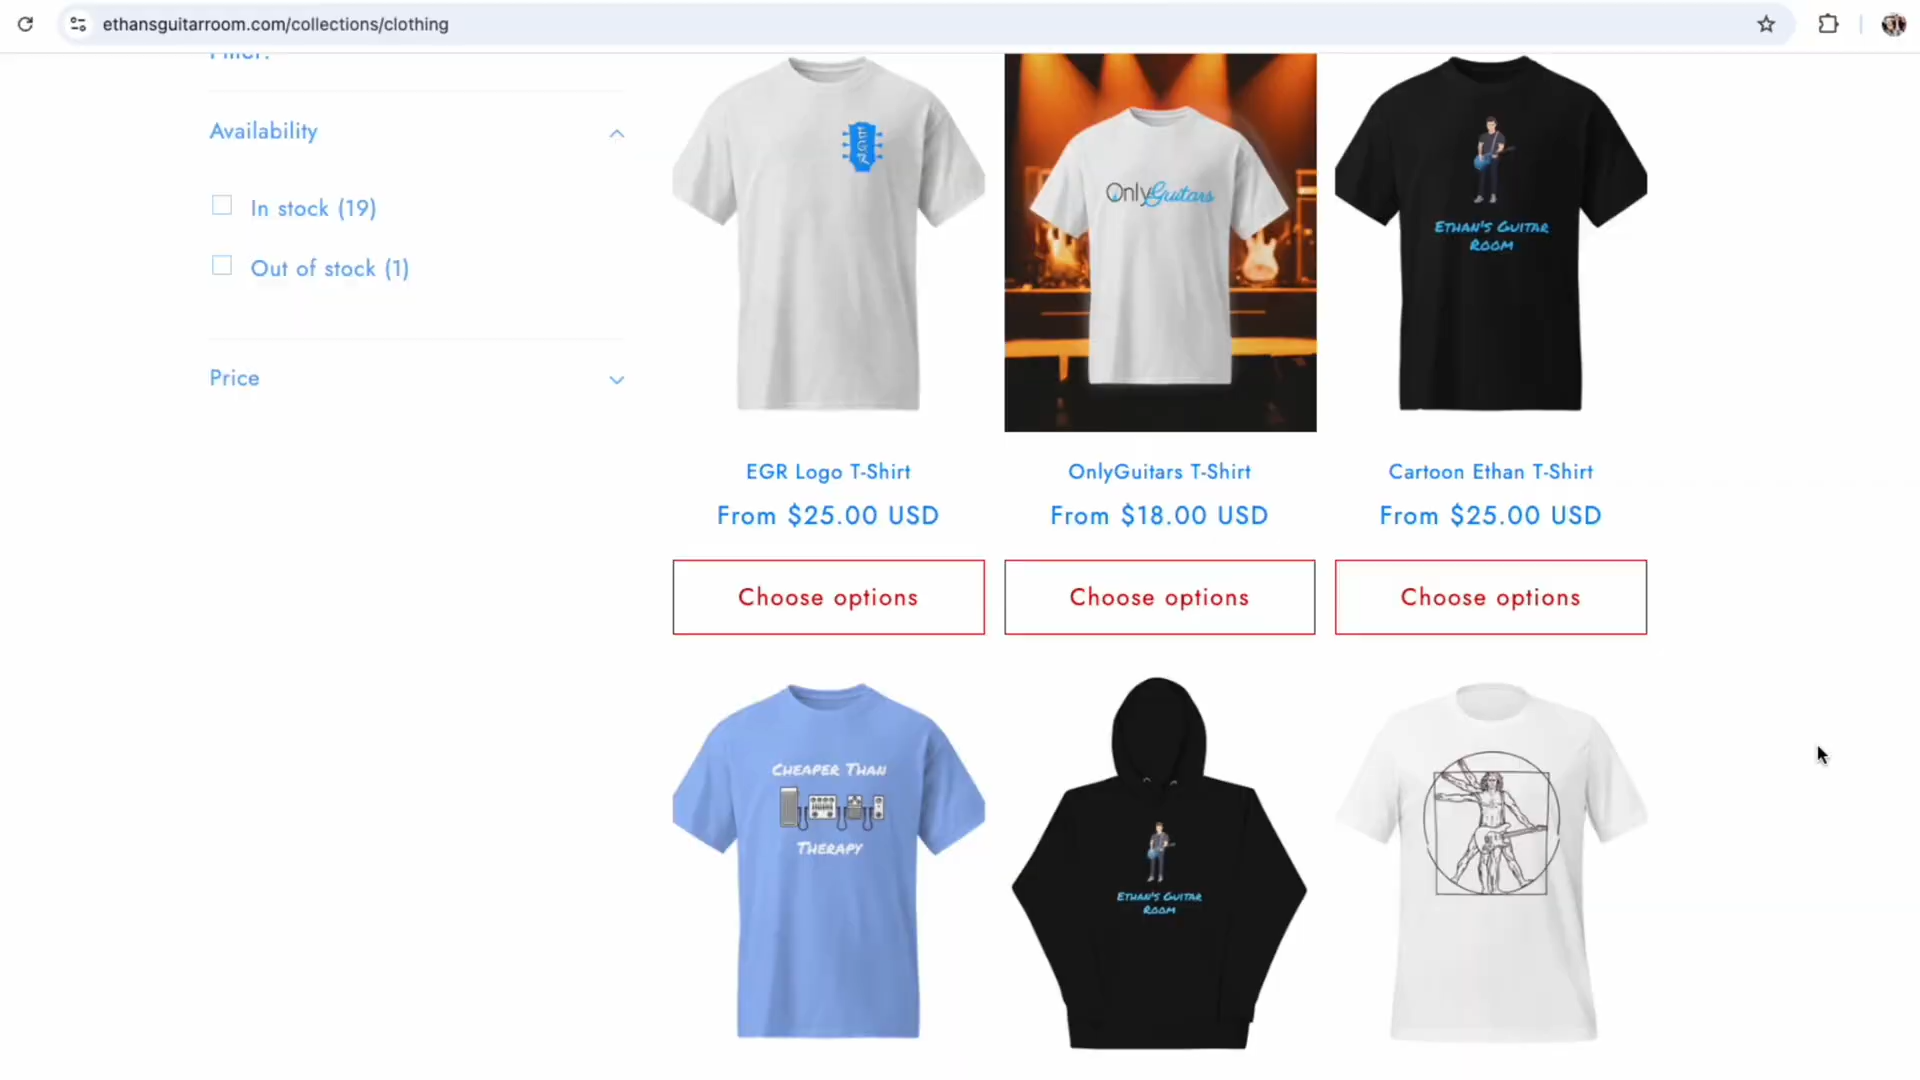 ethansguitarroom.com/collections/clothing
Filter:
Availability
In stock (19)
Out of stock (1)
Price
EGR
OnlyGuitars
ETHAN'S GUITAR
ROOM
EGR Logo T-Shirt
OnlyGuitars T-Shirt
Cartoon Ethan T-Shirt
From $25.00 USD
From $18.00 USD
From $25.00 USD
Choose options
Choose options
Choose options
CHEAPER THAN
THERAPY
ETHAN'S GUITAR
ROOM